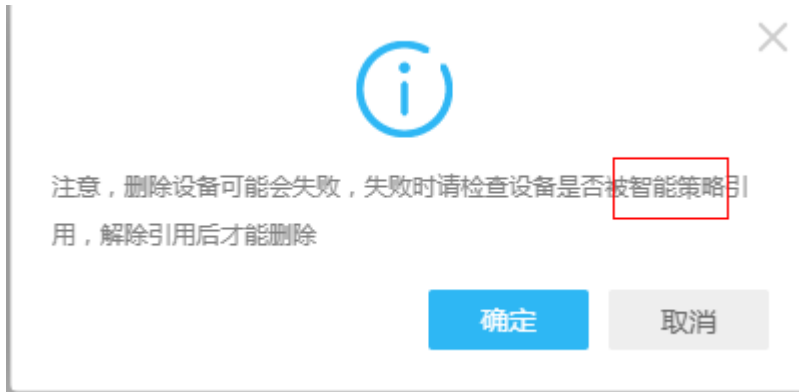 注意，删除设备可能会失败，失败时请检查设备是否被智能策略引
用，解除引用后才能删除
确定
取消